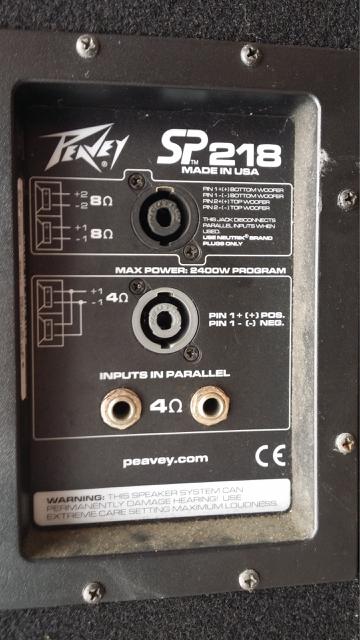 PEAVEY
SP™ 218
MADE IN USA
+2
-2
8Ω
+1
-1
8Ω
PIN 1+(+) BOTTOM WOOFER
PIN 1-(-) BOTTOM WOOFER
PIN 2+(+) TOP WOOFER
PIN 2-(-) TOP WOOFER
THIS JACK DISCONNECTS
PARALLEL INPUTS WHEN
USED.
USE NEUTRIK® BRAND
PLUGS ONLY
MAX POWER: 2400W PROGRAM
+1
-1
4Ω
PIN 1+ (+) POS.
PIN 1 - (-) NEG.
INPUTS IN PARALLEL
4Ω
peavey.com
CE
WARNING: THIS SPEAKER SYSTEM CAN
PERMANENTLY DAMAGE HEARING! USE
EXTREME CARE SETTING MAXIMUM LOUDNESS.